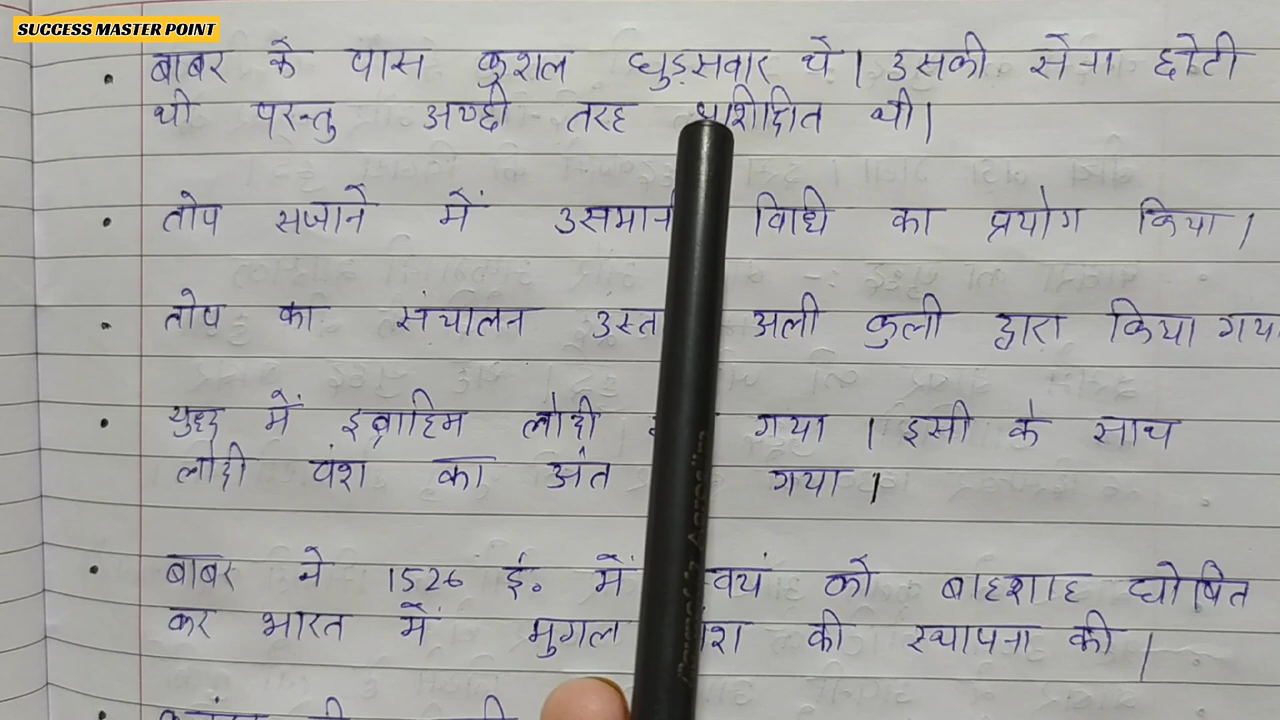 SUCCESS MASTER POINT
बाबर के पास कुशल घुड़सवार थे। उसकी सेना छोटी
थी परन्तु अच्छी तरह प्रशिक्षित थी।
तोप सजाने में उसमानी विधि का प्रयोग किया।
तोप का संचालन अली कुली द्वारा किया गया
युद्ध में इब्राहिम लोदी गया । इसी के साथ
लोदी वंश का अंत गया ।
बाबर ने 1526 ई० में स्वयं को बादशाह घोषित
कर भारत में मुगल वंश की स्थापना की ।